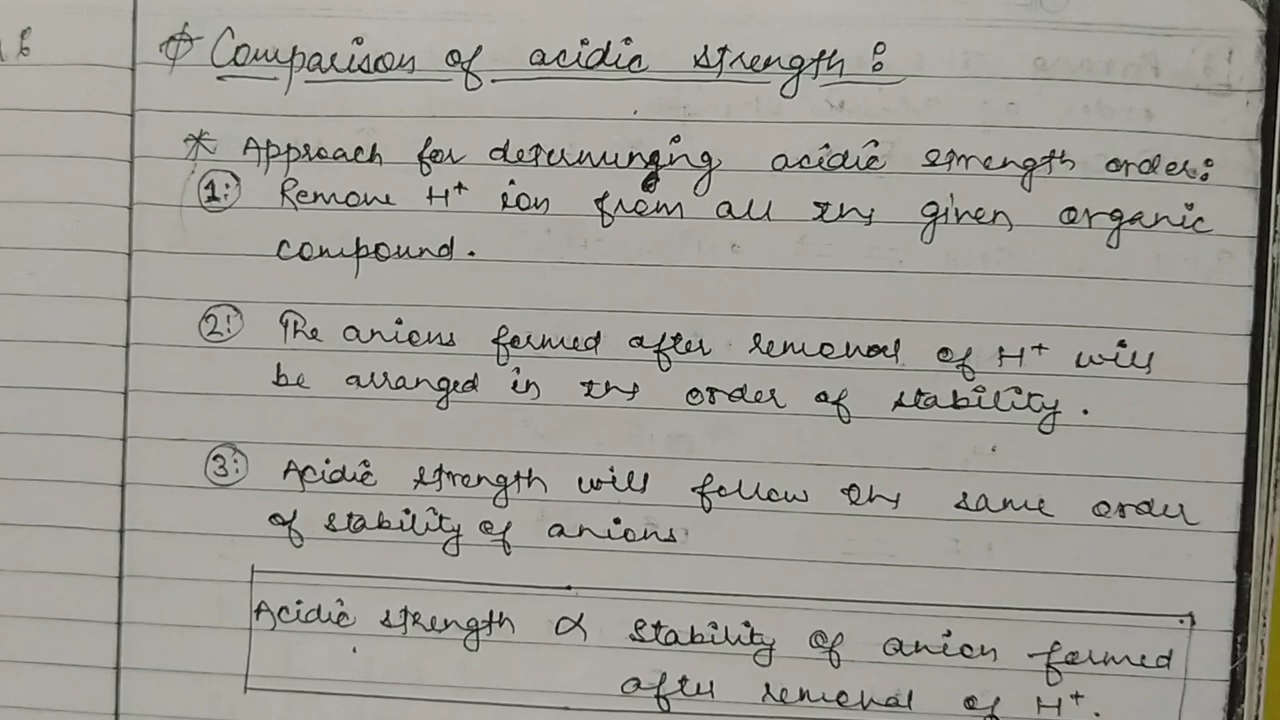 Comparison of acidic strength :
* Approach for determining acidic strength order:
1: Remove H+ ion from all the given organic
compound.
2: The anions formed after removal of H+ will
be arranged in the order of stability.
3: Acidic strength will follow the same order
of stability of anions
Acidic strength ∝ stability of anion formed
after removal of H+.